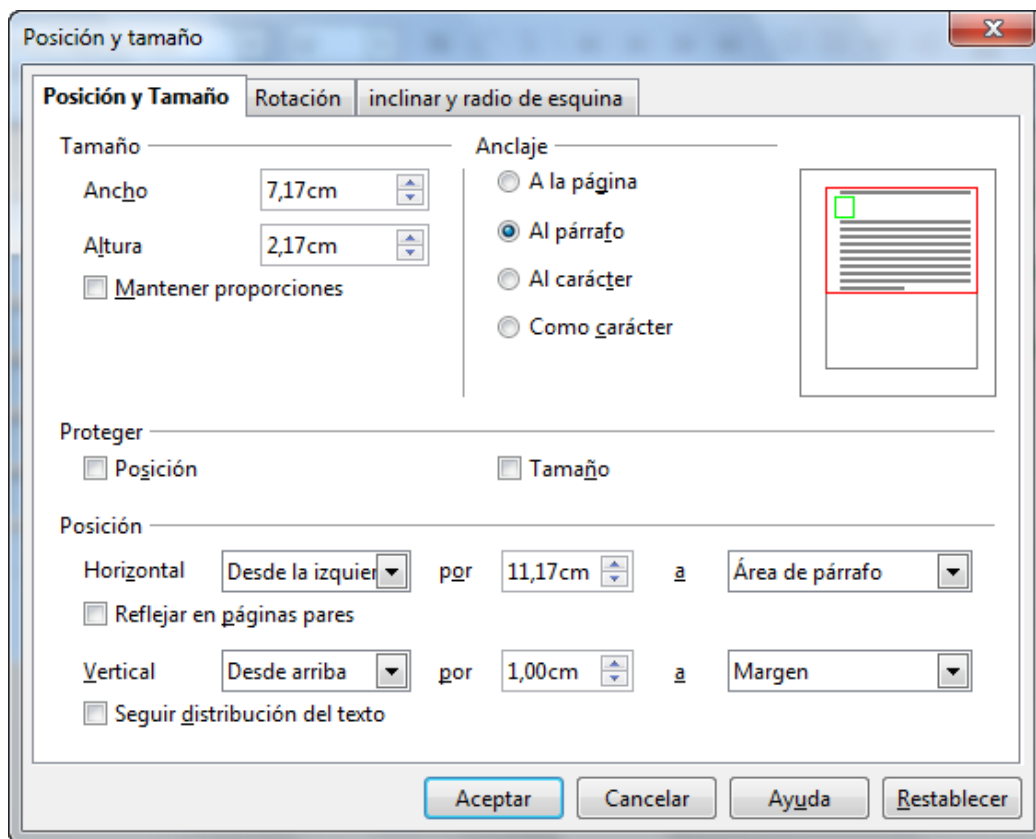 Posición y tamaño
Posición y Tamaño Rotación inclinar y radio de esquina
Tamaño Anclaje
Ancho 7,17cm A la página
Altura 2,17cm Al párrafo
Mantener proporciones Al carácter
Como carácter
Proteger
Posición Tamaño
Posición
Horizontal Desde la izquier por 11,17cm a Área de párrafo
Reflejar en páginas pares
Vertical Desde arriba por 1,00cm a Margen
Seguir distribución del texto
Aceptar Cancelar Ayuda Restablecer